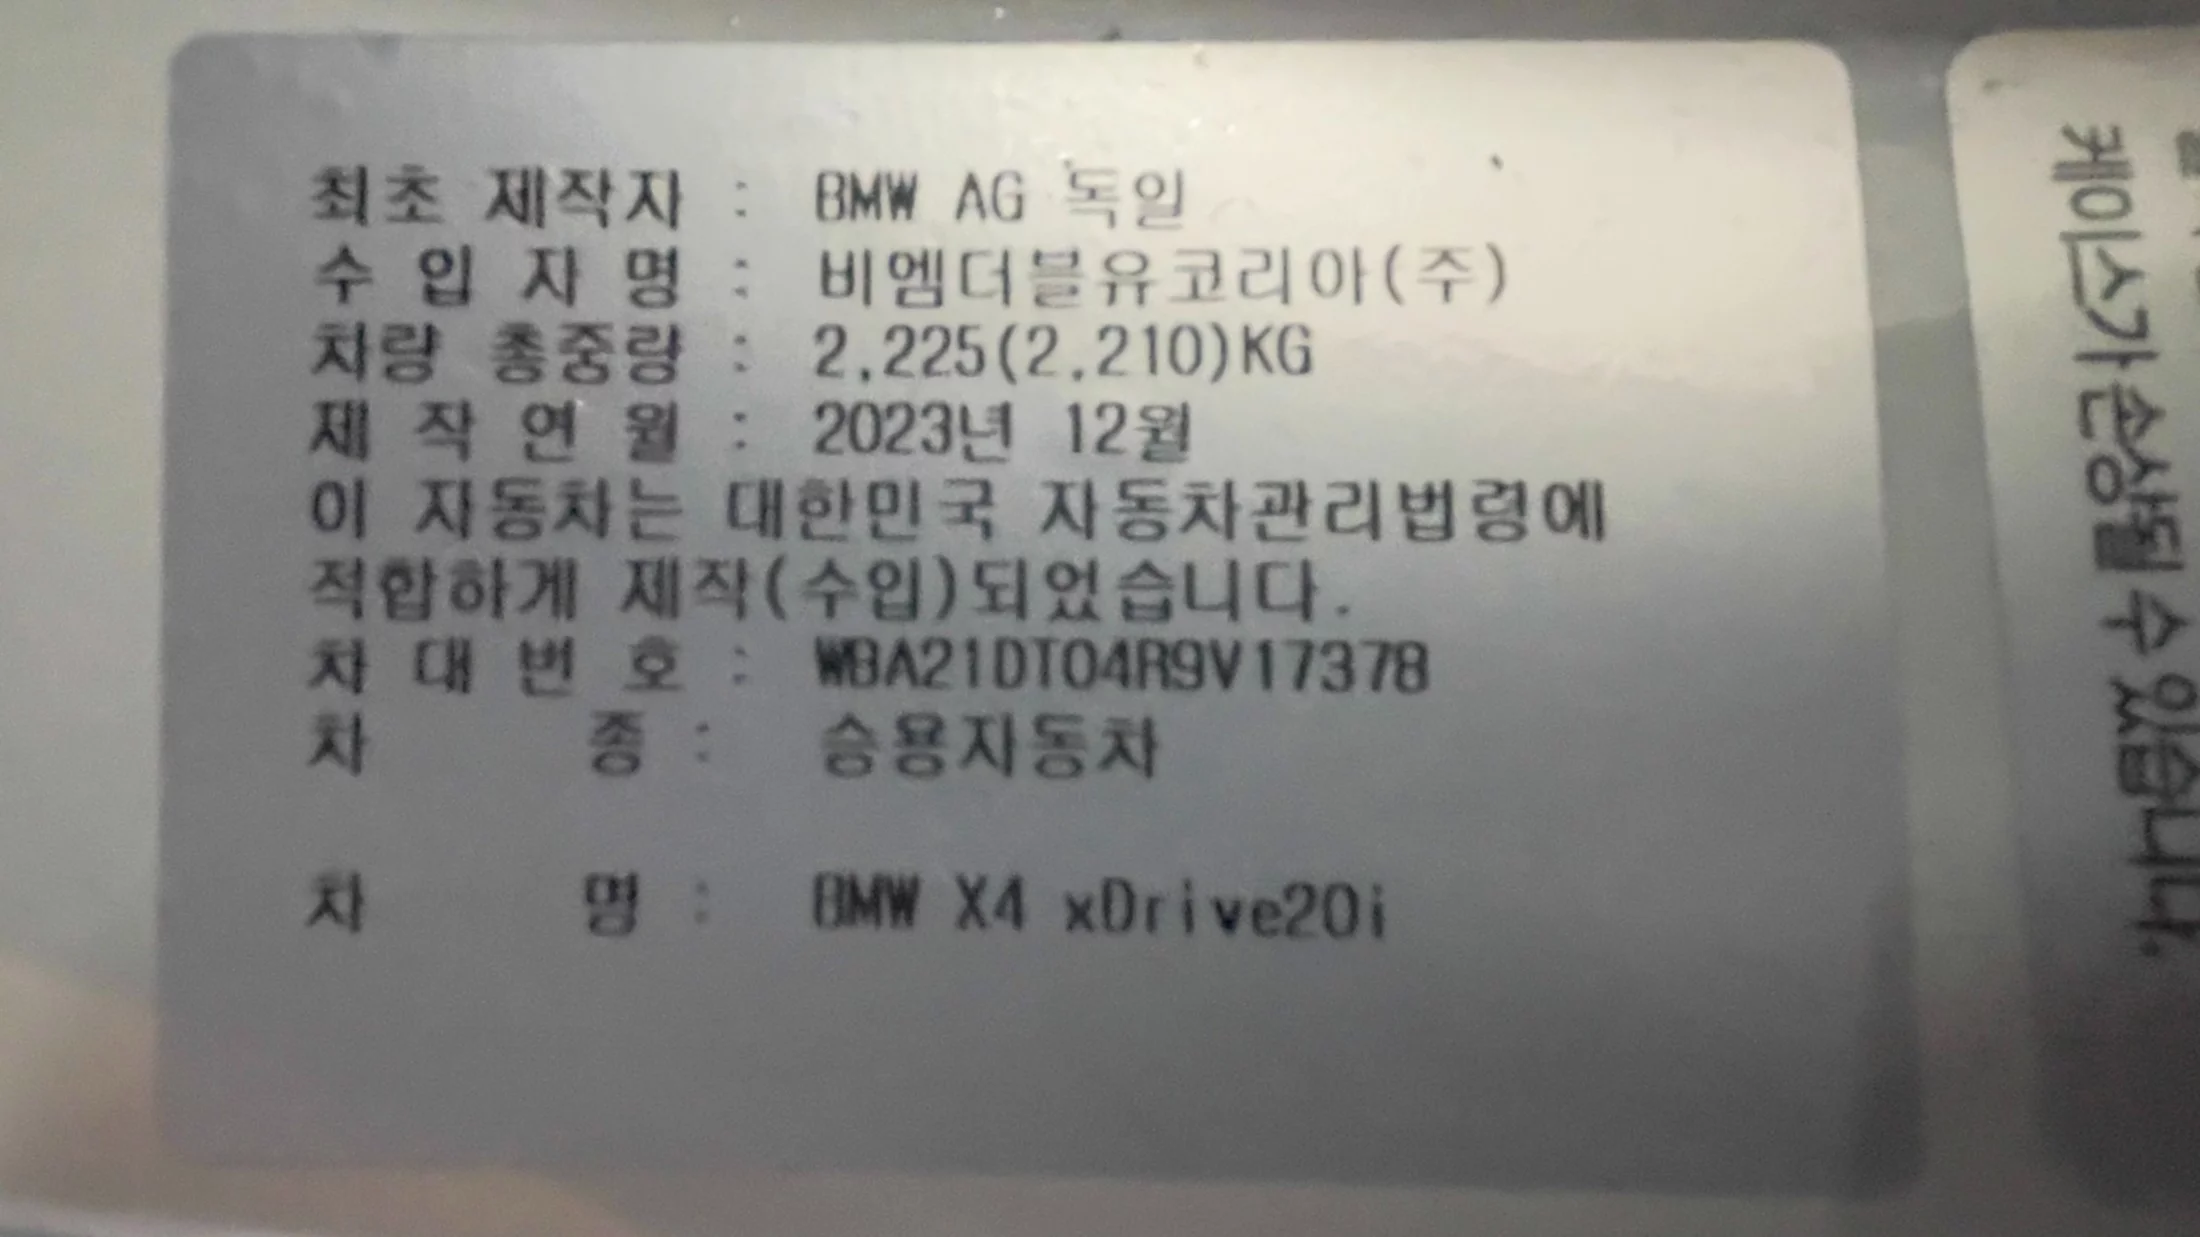 최초 제작자 : BMW AG 독일
수 입 자 명 : 비엠더블유코리아(주)
차량 총중량 : 2,225(2,210)KG
제 작 연 월 : 2023년 12월
이 자동차는 대한민국 자동차관리법령에
적합하게 제작(수입)되었습니다.
차 대 번 호 : WBA21DT04R9V17378
차 종 : 승용자동차
차 명 : BMW X4 xDrive20i
케이스가 손상될 수 있습니다.